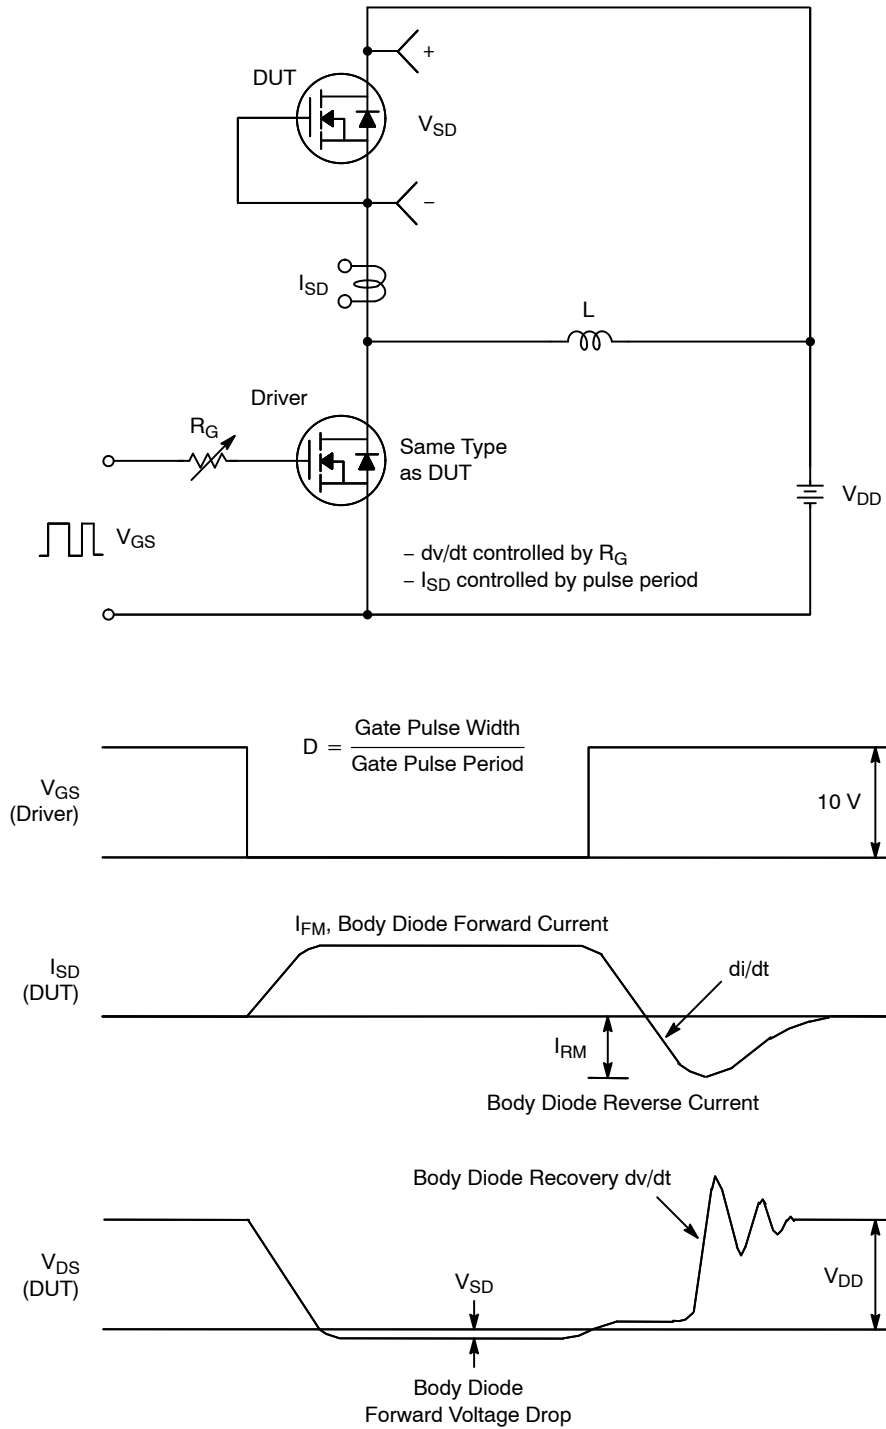 +
DUT
V_SD
−
I_SD
L
Driver
R_G
Same Type
as DUT
V_DD
V_GS
− dv/dt controlled by R_G
− I_SD controlled by pulse period
D = Gate Pulse Width
Gate Pulse Period
V_GS
(Driver)
10 V
I_FM, Body Diode Forward Current
I_SD
(DUT)
di/dt
I_RM
Body Diode Reverse Current
Body Diode Recovery dv/dt
V_DS
(DUT)
V_SD
V_DD
Body Diode
Forward Voltage Drop